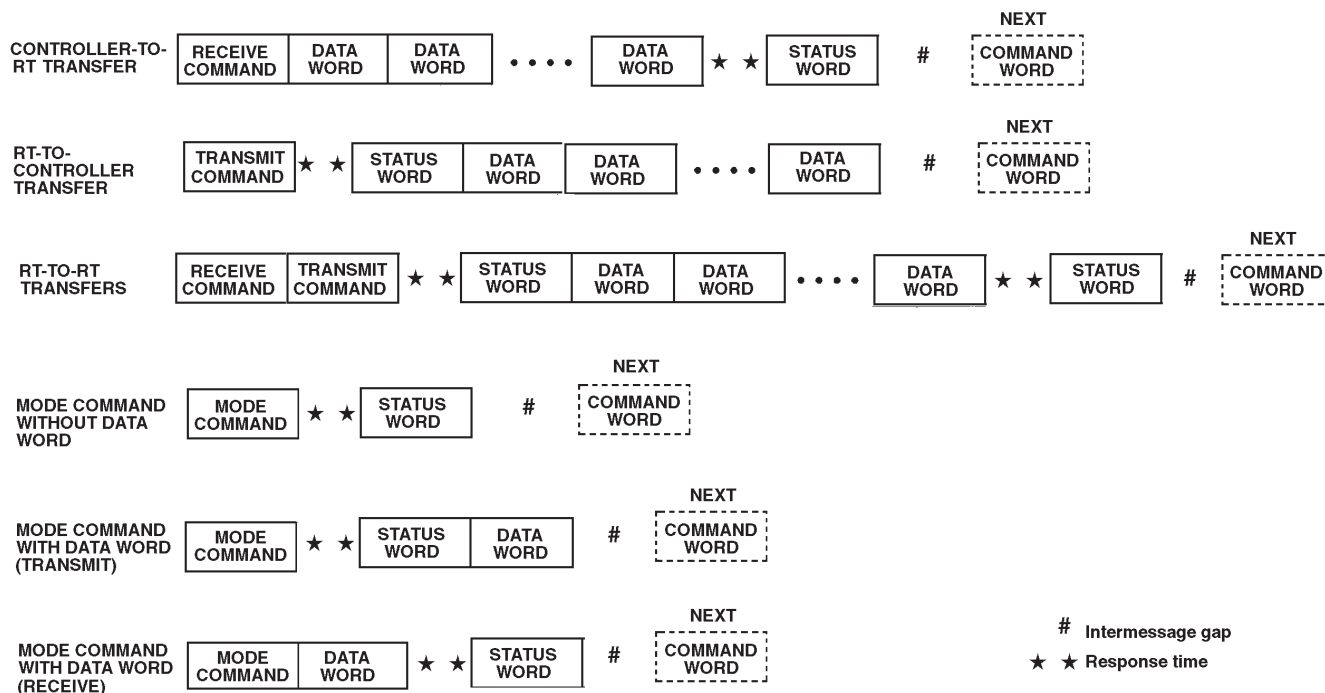 NEXT
CONTROLLER-TO-
RT TRANSFER
RECEIVE
COMMAND
DATA
WORD
DATA
WORD
• • • •
DATA
WORD
★ ★
STATUS
WORD
#
COMMAND
WORD
NEXT
RT-TO-
CONTROLLER
TRANSFER
TRANSMIT
COMMAND
★ ★
STATUS
WORD
DATA
WORD
DATA
WORD
• • • •
DATA
WORD
#
COMMAND
WORD
NEXT
RT-TO-RT
TRANSFERS
RECEIVE
COMMAND
TRANSMIT
COMMAND
★ ★
STATUS
WORD
DATA
WORD
DATA
WORD
• • • •
DATA
WORD
★ ★
STATUS
WORD
#
COMMAND
WORD
NEXT
MODE COMMAND
WITHOUT DATA
WORD
MODE
COMMAND
★ ★
STATUS
WORD
#
COMMAND
WORD
NEXT
MODE COMMAND
WITH DATA WORD
(TRANSMIT)
MODE
COMMAND
★ ★
STATUS
WORD
DATA
WORD
#
COMMAND
WORD
NEXT
MODE COMMAND
WITH DATA WORD
(RECEIVE)
MODE
COMMAND
DATA
WORD
★ ★
STATUS
WORD
#
COMMAND
WORD
# Intermessage gap
★ ★ Response time